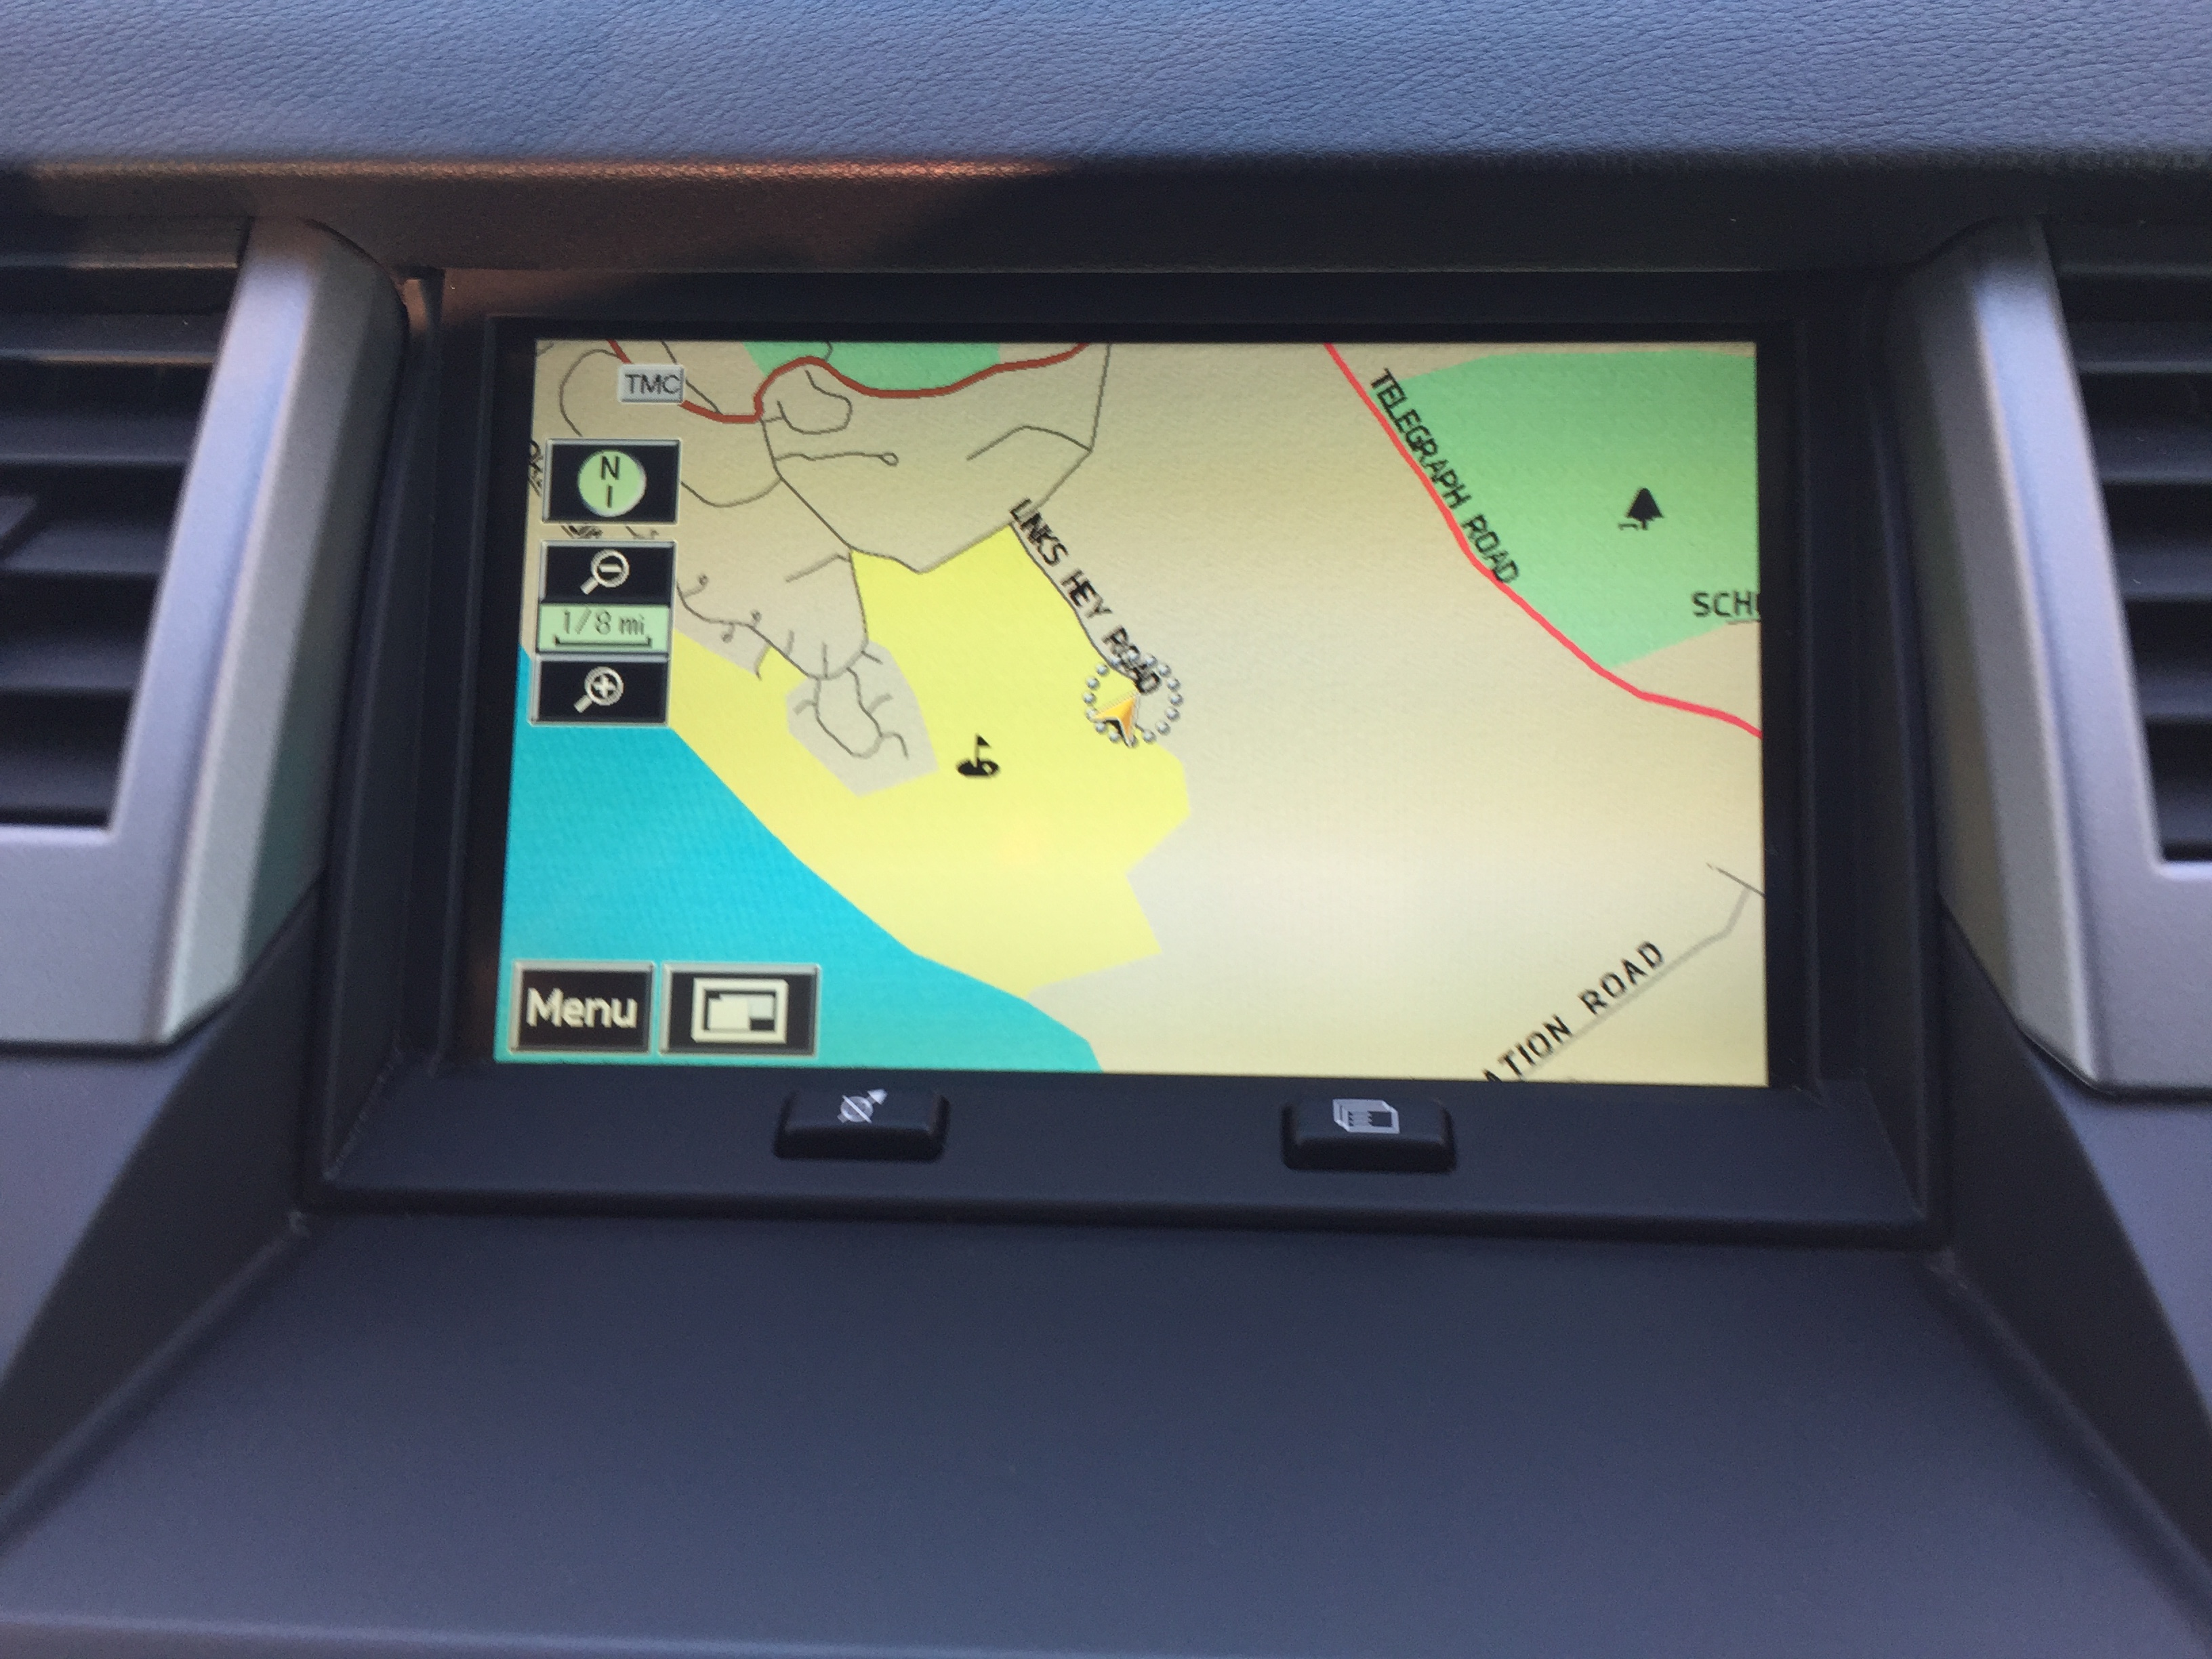 TMC
TELEGRAPH ROAD
N
LINKS HEY ROAD
1/8 mi
SCH
ATION ROAD
Menu